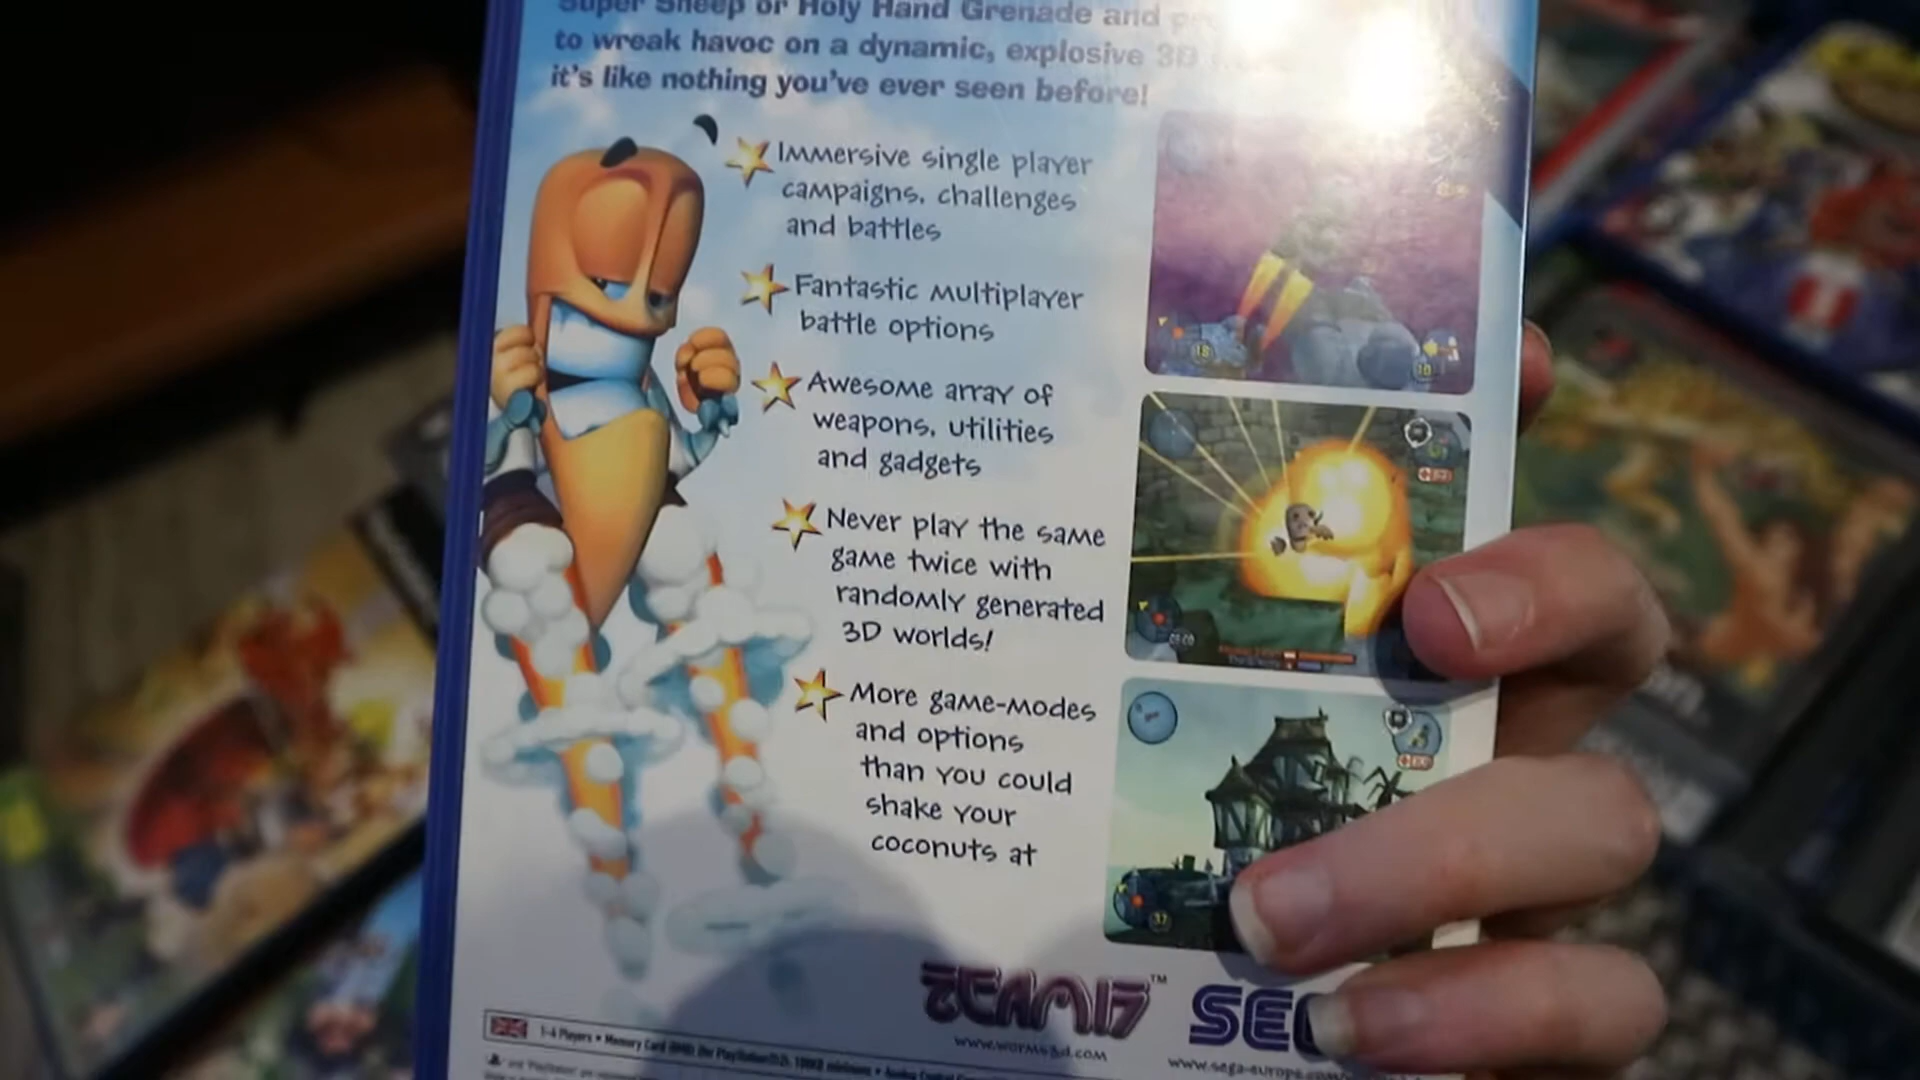 Super Sheep or Holy Hand Grenade and
to wreak havoc on a dynamic, explosive 3D
it's like nothing you've ever seen before!
Immersive single player
campaigns, challenges
and battles
Fantastic multiplayer
battle options
Awesome array of
weapons, utilities
and gadgets
Never play the same
game twice with
randomly generated
3D worlds!
More game-modes
and options
than you could
shake your
coconuts at
TEAM17™
SE
www.worms3d.com
www.sega-europe.com
1-4 Players • Memory Card (8MB) (for PlayStation®2):